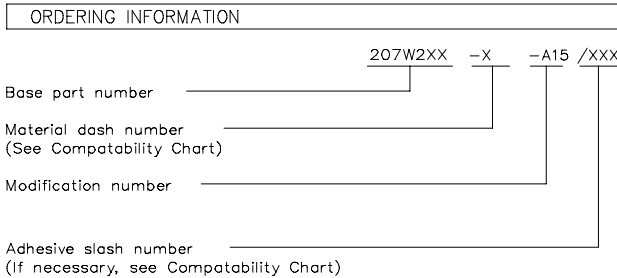 ORDERING INFORMATION
207W2XX -X -A15 /XXX
Base part number
Material dash number
(See Compatability Chart)
Modification number
Adhesive slash number
(If necessary, see Compatability Chart)